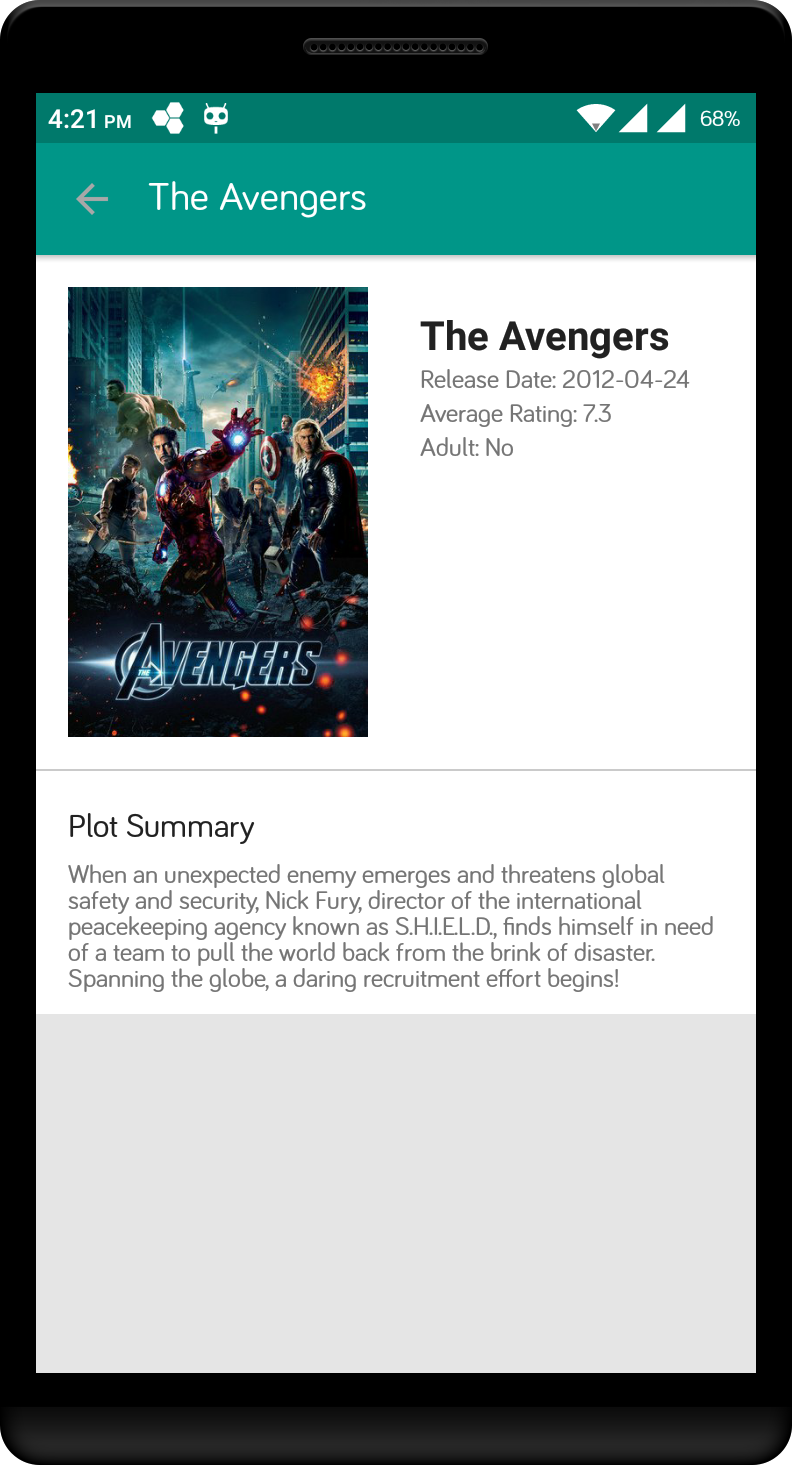 4:21 PM 68%
The Avengers
The Avengers
Release Date: 2012-04-24
Average Rating: 7.3
Adult: No
THE AVENGERS
Plot Summary
When an unexpected enemy emerges and threatens global
safety and security, Nick Fury, director of the international
peacekeeping agency known as S.H.I.E.L.D., finds himself in need
of a team to pull the world back from the brink of disaster.
Spanning the globe, a daring recruitment effort begins!